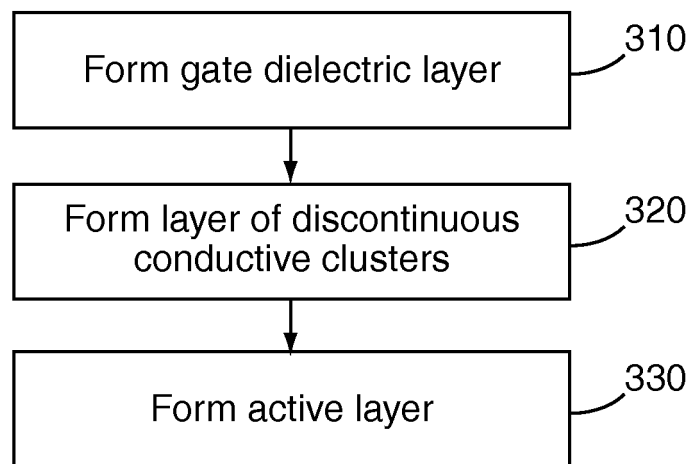 Form gate dielectric layer
310
Form layer of discontinuous
conductive clusters
320
Form active layer
330